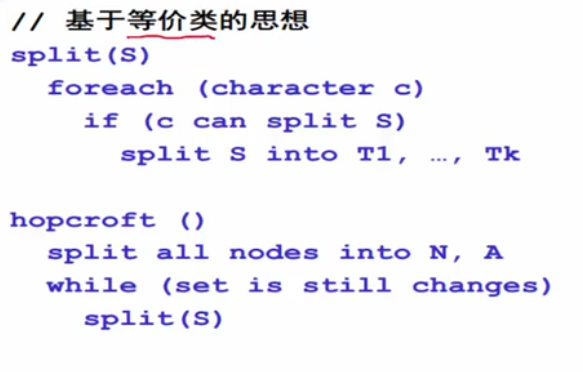 // 基于等价类的思想
split(S)
foreach (character c)
if (c can split S)
split S into T1, …, Tk
hopcroft ()
split all nodes into N, A
while (set is still changes)
split(S)